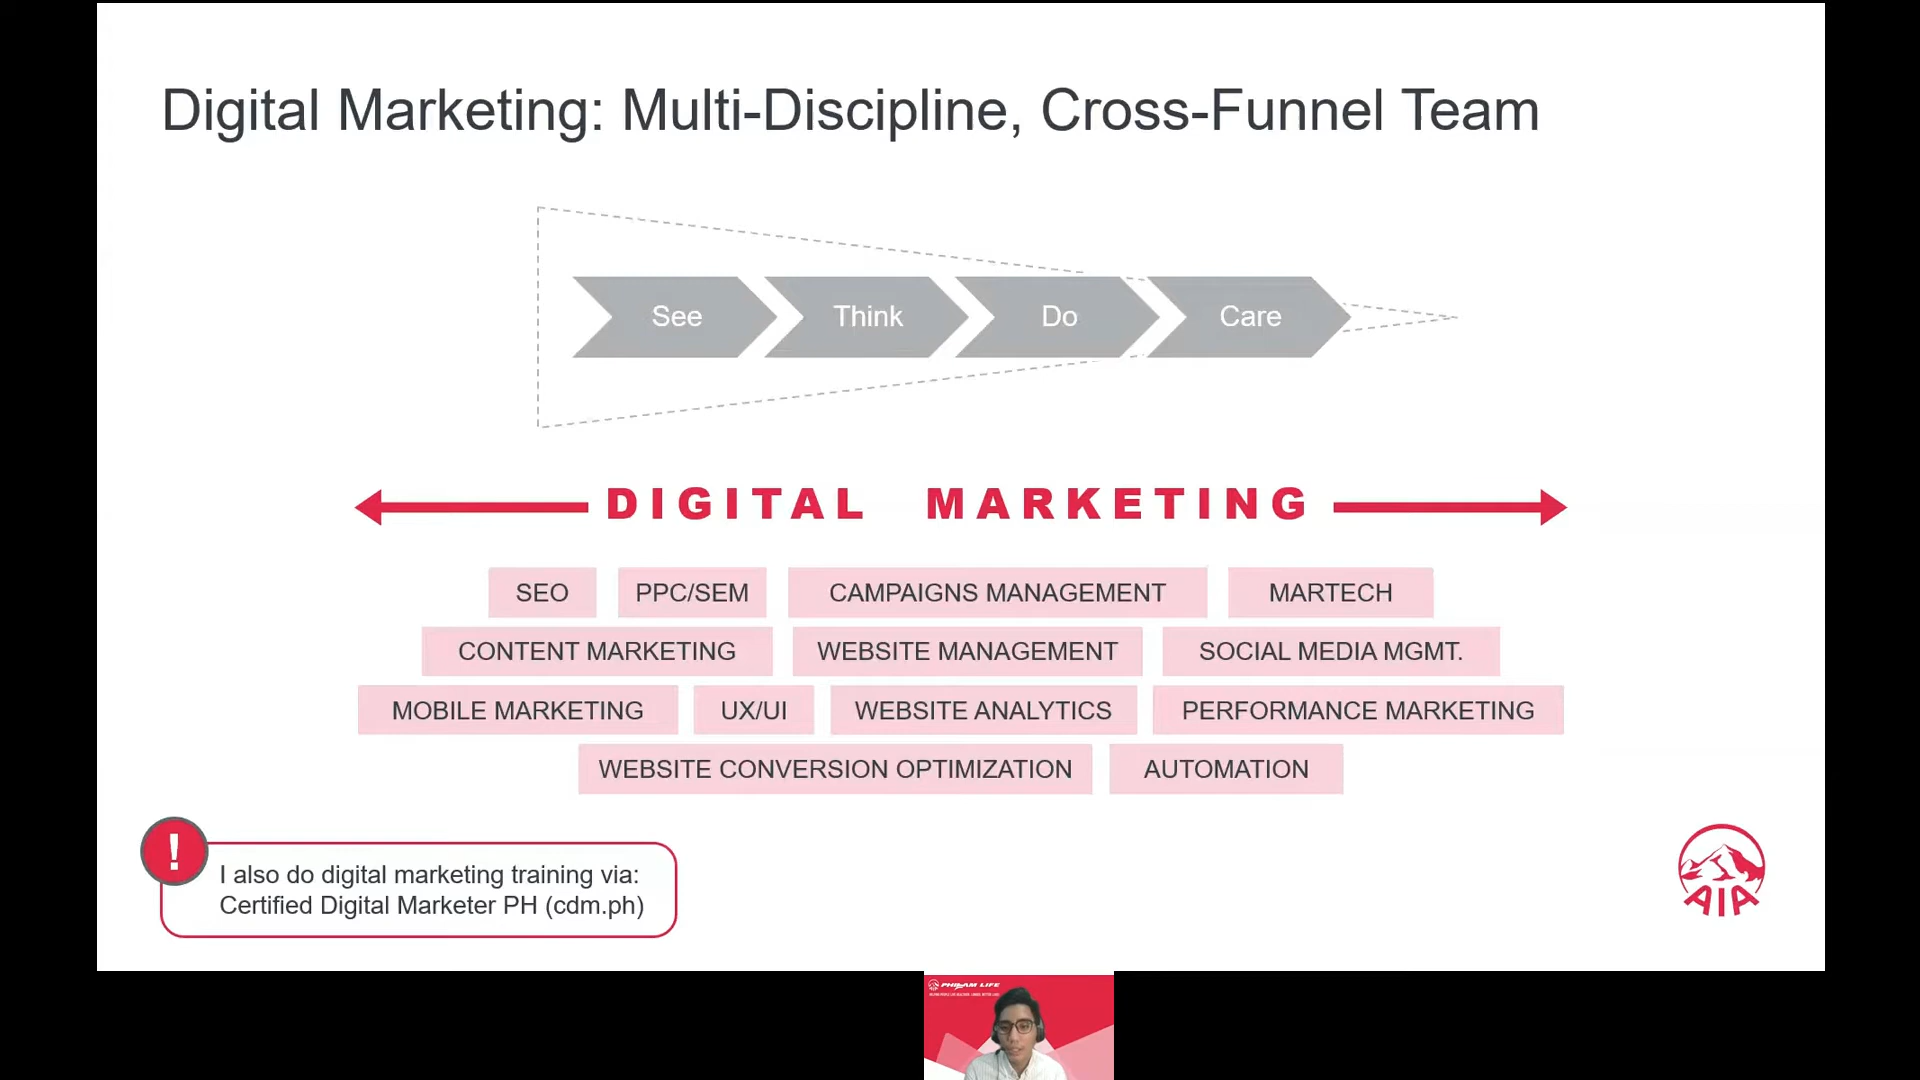 Digital Marketing: Multi-Discipline, Cross-Funnel Team
See Think Do Care
DIGITAL MARKETING
SEO PPC/SEM CAMPAIGNS MANAGEMENT MARTECH
CONTENT MARKETING WEBSITE MANAGEMENT SOCIAL MEDIA MGMT.
MOBILE MARKETING UX/UI WEBSITE ANALYTICS PERFORMANCE MARKETING
WEBSITE CONVERSION OPTIMIZATION AUTOMATION
!
I also do digital marketing training via:
Certified Digital Marketer PH (cdm.ph)
AIA
PHILAM LIFE